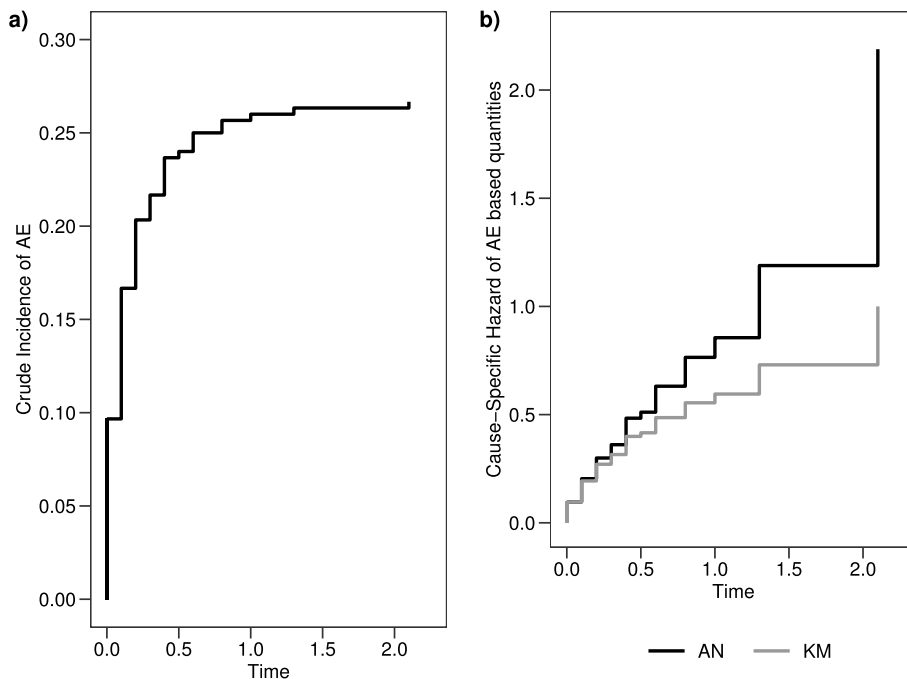 a)
Crude Incidence of AE
0.30
0.25
0.20
0.15
0.10
0.05
0.00
0.0 0.5 1.0 1.5 2.0
Time
b)
Cause−Specific Hazard of AE based quantities
2.0
1.5
1.0
0.5
0.0
0.0 0.5 1.0 1.5 2.0
Time
AN KM